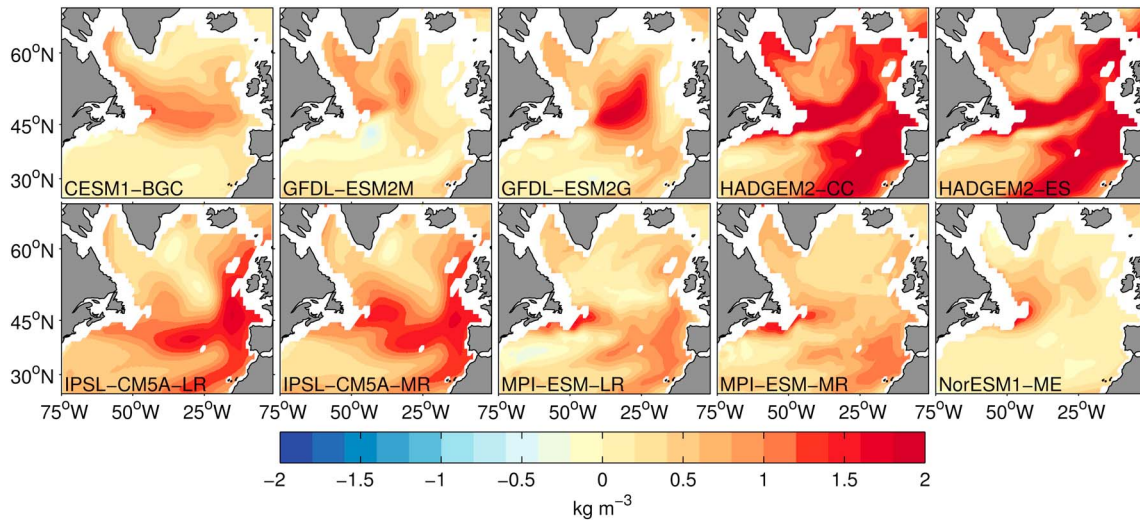 60°N
45°N
30°N
CESM1−BGC
GFDL−ESM2M
GFDL−ESM2G
HADGEM2−CC
HADGEM2−ES
60°N
45°N
30°N
IPSL−CM5A−LR
IPSL−CM5A−MR
MPI−ESM−LR
MPI−ESM−MR
NorESM1−ME
75°W 50°W 25°W 75°W 50°W 25°W 75°W 50°W 25°W 75°W 50°W 25°W 75°W 50°W 25°W
−2 −1.5 −1 −0.5 0 0.5 1 1.5 2
kg m⁻³